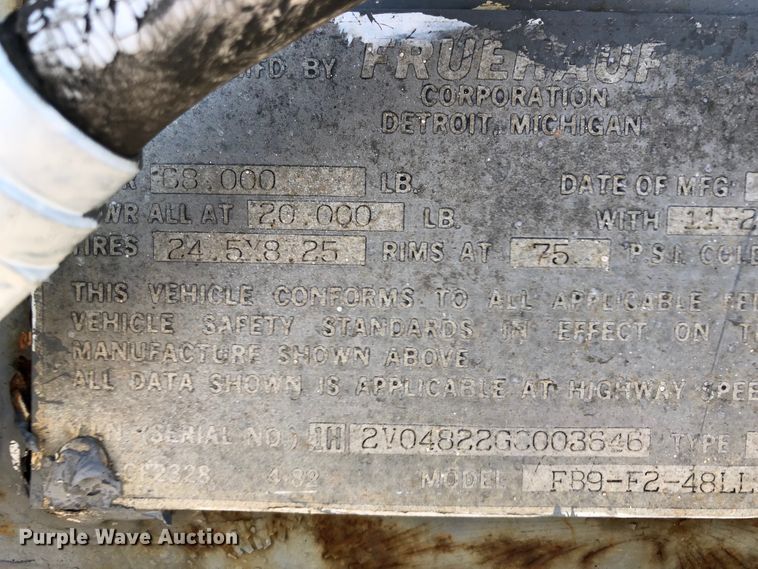 MFD. BY FRUEHAUF
CORPORATION
DETROIT, MICHIGAN
68.000 LB. DATE OF MFG
ALL AT 20.000 LB. WITH 11-2
24.5X8.25 RIMS AT 75 P.S.I. COLD
THIS VEHICLE CONFORMS TO ALL APPLICABLE
VEHICLE SAFETY STANDARDS IN EFFECT ON
MANUFACTURE SHOWN ABOVE
ALL DATA SHOWN IS APPLICABLE AT HIGHWAY
(SERIAL NO.) 1H 2V04822GC003646 TYPE
4-82 MODEL FB9-F2-48LL
Purple Wave Auction